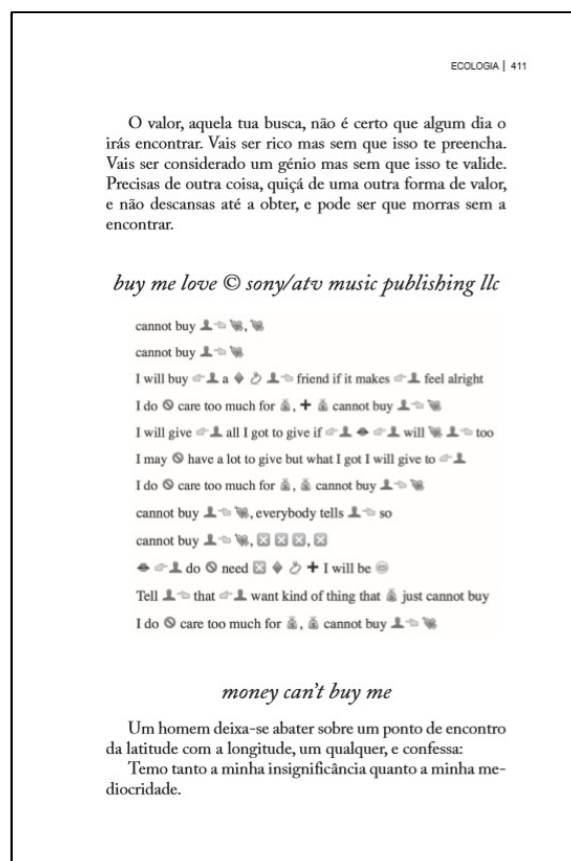 ECOLOGIA | 411
O valor, aquela tua busca, não é certo que algum dia o
irás encontrar. Vais ser rico mas sem que isso te preencha.
Vais ser considerado um génio mas sem que isso te valide.
Precisas de outra coisa, quiçá de uma outra forma de valor,
e não descansas até a obter, e pode ser que morras sem a
encontrar.
buy me love © sony/atv music publishing llc
cannot buy 👤👈 💘, 💘
cannot buy 👤👈 💘
I will buy 👉👤 a ♦ 💍 👤👈 friend if it makes 👉👤 feel alright
I do 🚫 care too much for 💰, ➕ 💰 cannot buy 👤👈 💘
I will give 👉👤 all I got to give if 👉👤 👄 👉👤 will 💘 👤👈 too
I may 🚫 have a lot to give but what I got I will give to 👉👤
I do 🚫 care too much for 💰, 💰 cannot buy 👤👈 💘
cannot buy 👤👈 💘, everybody tells 👤👈 so
cannot buy 👤👈 💘, ❎ ❎ ❎, ❎
👄 👉👤 do 🚫 need ❎ ♦ 💍 ➕ I will be 😊
Tell 👤👈 that 👉👤 want kind of thing that 💰 just cannot buy
I do 🚫 care too much for 💰, 💰 cannot buy 👤👈 💘
money can't buy me
Um homem deixa-se abater sobre um ponto de encontro
da latitude com a longitude, um qualquer, e confessa:
Temo tanto a minha insignificância quanto a minha me-
diocridade.